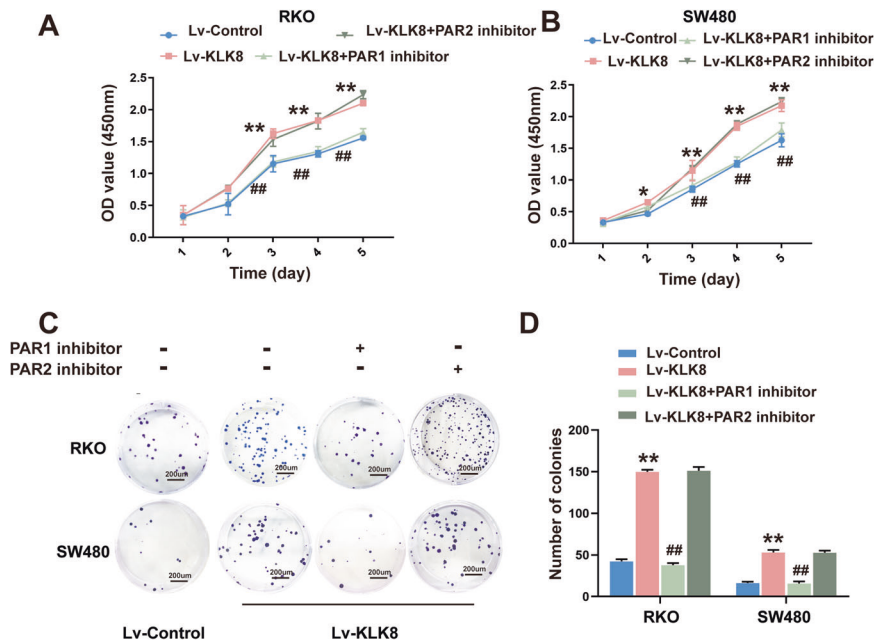 A
RKO
Lv-Control
Lv-KLK8+PAR2 inhibitor
Lv-KLK8
Lv-KLK8+PAR1 inhibitor
OD value (450nm)
2.5
2.0
1.5
1.0
0.5
0.0
** ** **
## ## ##
1 2 3 4 5
Time (day)
B
SW480
Lv-Control
Lv-KLK8+PAR1 inhibitor
Lv-KLK8
Lv-KLK8+PAR2 inhibitor
OD value (450nm)
2.5
2.0
1.5
1.0
0.5
0.0
* ** ** **
## ## ##
1 2 3 4 5
Time (day)
C
PAR1 inhibitor - - + -
PAR2 inhibitor - - - +
RKO
200um 200um 200um 200um
SW480
200um 200um 200um 200um
Lv-Control Lv-KLK8
D
Lv-Control
Lv-KLK8
Lv-KLK8+PAR1 inhibitor
Lv-KLK8+PAR2 inhibitor
Number of colonies
200
150
100
50
0
** ## ** ##
RKO SW480